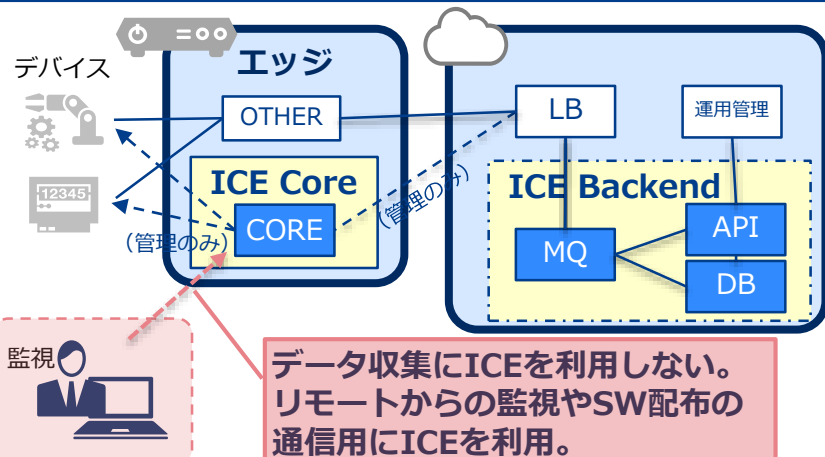 デバイス
エッジ
OTHER
LB
運用管理
12345
ICE Core
CORE
(管理のみ)
(管理のみ)
ICE Backend
MQ
API
DB
監視
データ収集にICEを利用しない。
リモートからの監視やSW配布の
通信用にICEを利用。